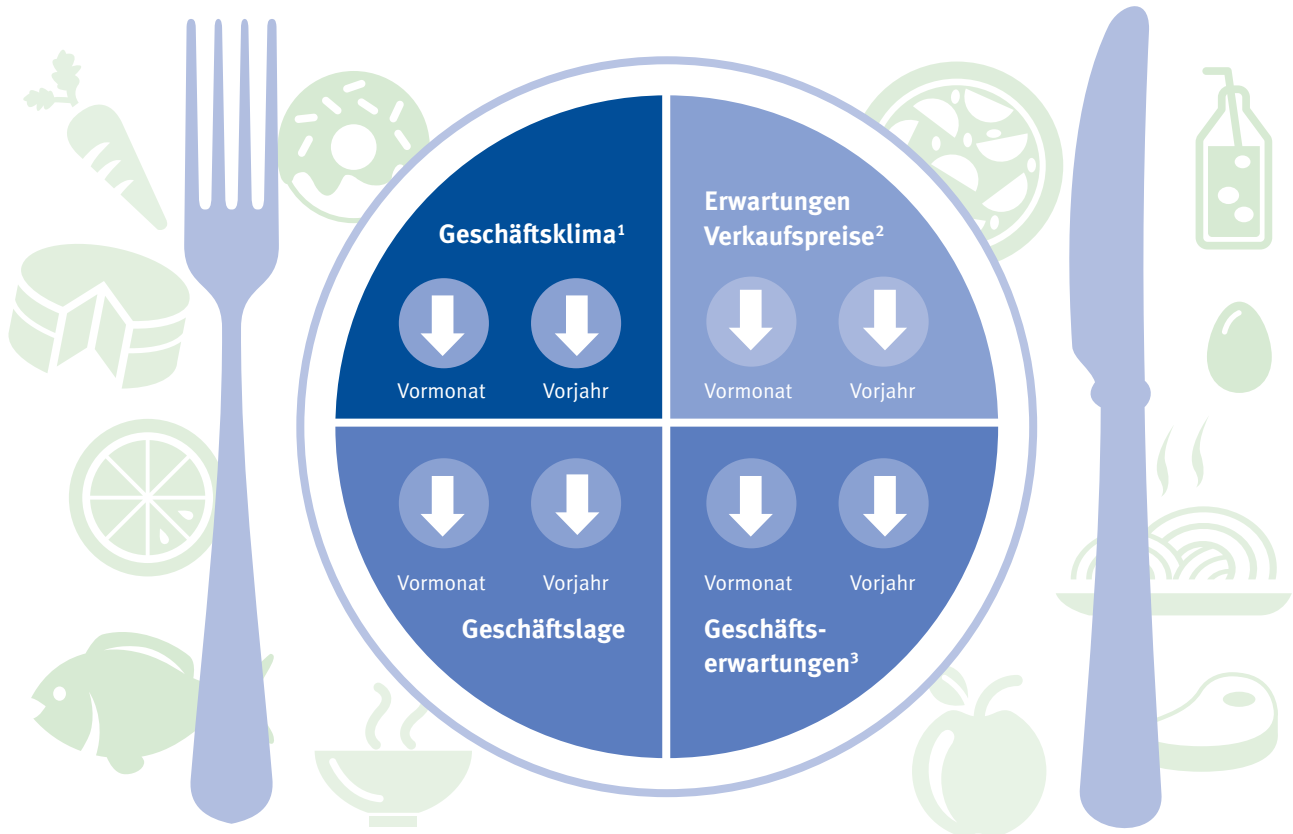 Geschäftsklima¹
Vormonat Vorjahr
Erwartungen
Verkaufspreise²
Vormonat Vorjahr
Vormonat Vorjahr
Geschäftslage
Vormonat Vorjahr
Geschäfts-
erwartungen³